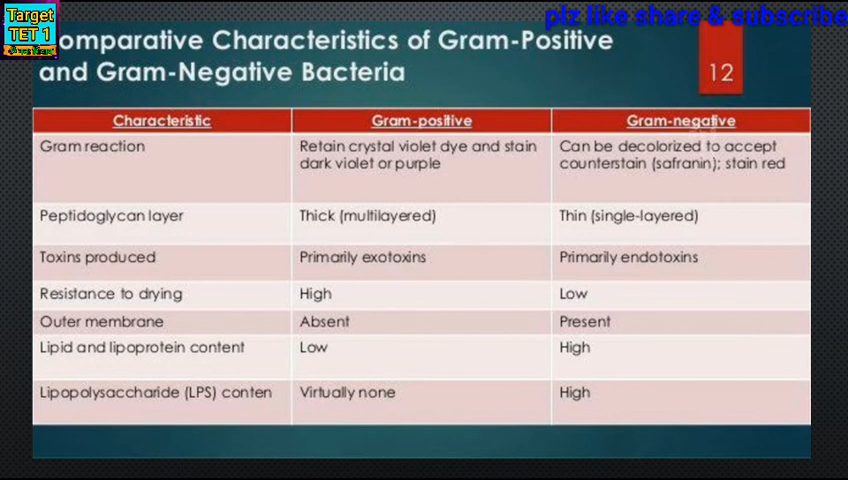 Target
TET 1
plz like share & subscribe
omparative Characteristics of Gram-Positive
and Gram-Negative Bacteria
12
Characteristic
Gram-positive
Gram-negative
Gram reaction
Retain crystal violet dye and stain
dark violet or purple
Can be decolorized to accept
counterstain (safranin); stain red
Peptidoglycan layer
Thick (multilayered)
Thin (single-layered)
Toxins produced
Primarily exotoxins
Primarily endotoxins
Resistance to drying
High
Low
Outer membrane
Absent
Present
Lipid and lipoprotein content
Low
High
Lipopolysaccharide (LPS) conten
Virtually none
High